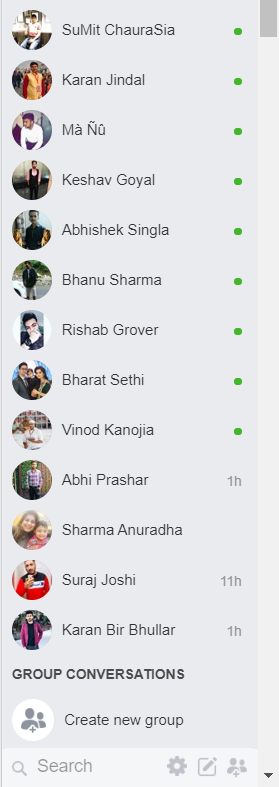 SuMit ChauraSia
Karan Jindal
Mà Ñû
Keshav Goyal
Abhishek Singla
Bhanu Sharma
Rishab Grover
Bharat Sethi
Vinod Kanojia
Abhi Prashar 1h
Sharma Anuradha
Suraj Joshi 11h
Karan Bir Bhullar 1h
GROUP CONVERSATIONS
Create new group
Search